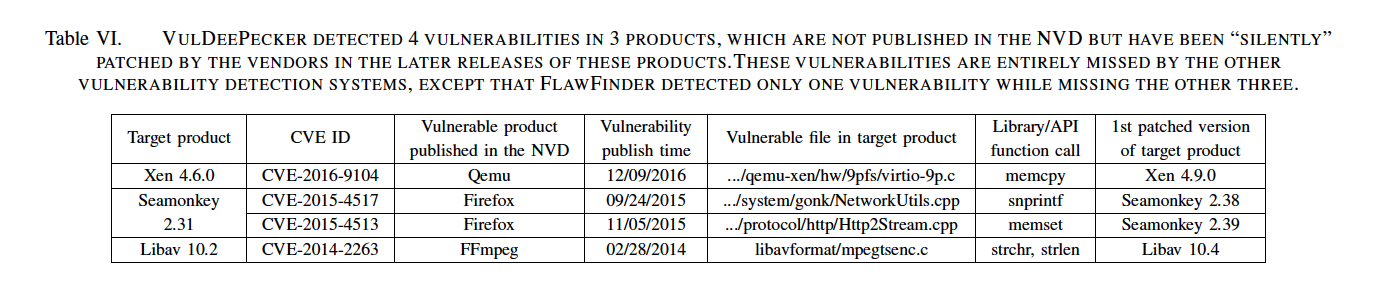 Table VI. VULDEEPECKER DETECTED 4 VULNERABILITIES IN 3 PRODUCTS, WHICH ARE NOT PUBLISHED IN THE NVD BUT HAVE BEEN “SILENTLY”
PATCHED BY THE VENDORS IN THE LATER RELEASES OF THESE PRODUCTS.THESE VULNERABILITIES ARE ENTIRELY MISSED BY THE OTHER
VULNERABILITY DETECTION SYSTEMS, EXCEPT THAT FLAWFINDER DETECTED ONLY ONE VULNERABILITY WHILE MISSING THE OTHER THREE.
Target product CVE ID Vulnerable product published in the NVD Vulnerability publish time Vulnerable file in target product Library/API function call 1st patched version of target product
Xen 4.6.0 CVE-2016-9104 Qemu 12/09/2016 .../qemu-xen/hw/9pfs/virtio-9p.c memcpy Xen 4.9.0
Seamonkey 2.31 CVE-2015-4517 Firefox 09/24/2015 .../system/gonk/NetworkUtils.cpp snprintf Seamonkey 2.38
CVE-2015-4513 Firefox 11/05/2015 .../protocol/http/Http2Stream.cpp memset Seamonkey 2.39
Libav 10.2 CVE-2014-2263 FFmpeg 02/28/2014 libavformat/mpegtsenc.c strchr, strlen Libav 10.4